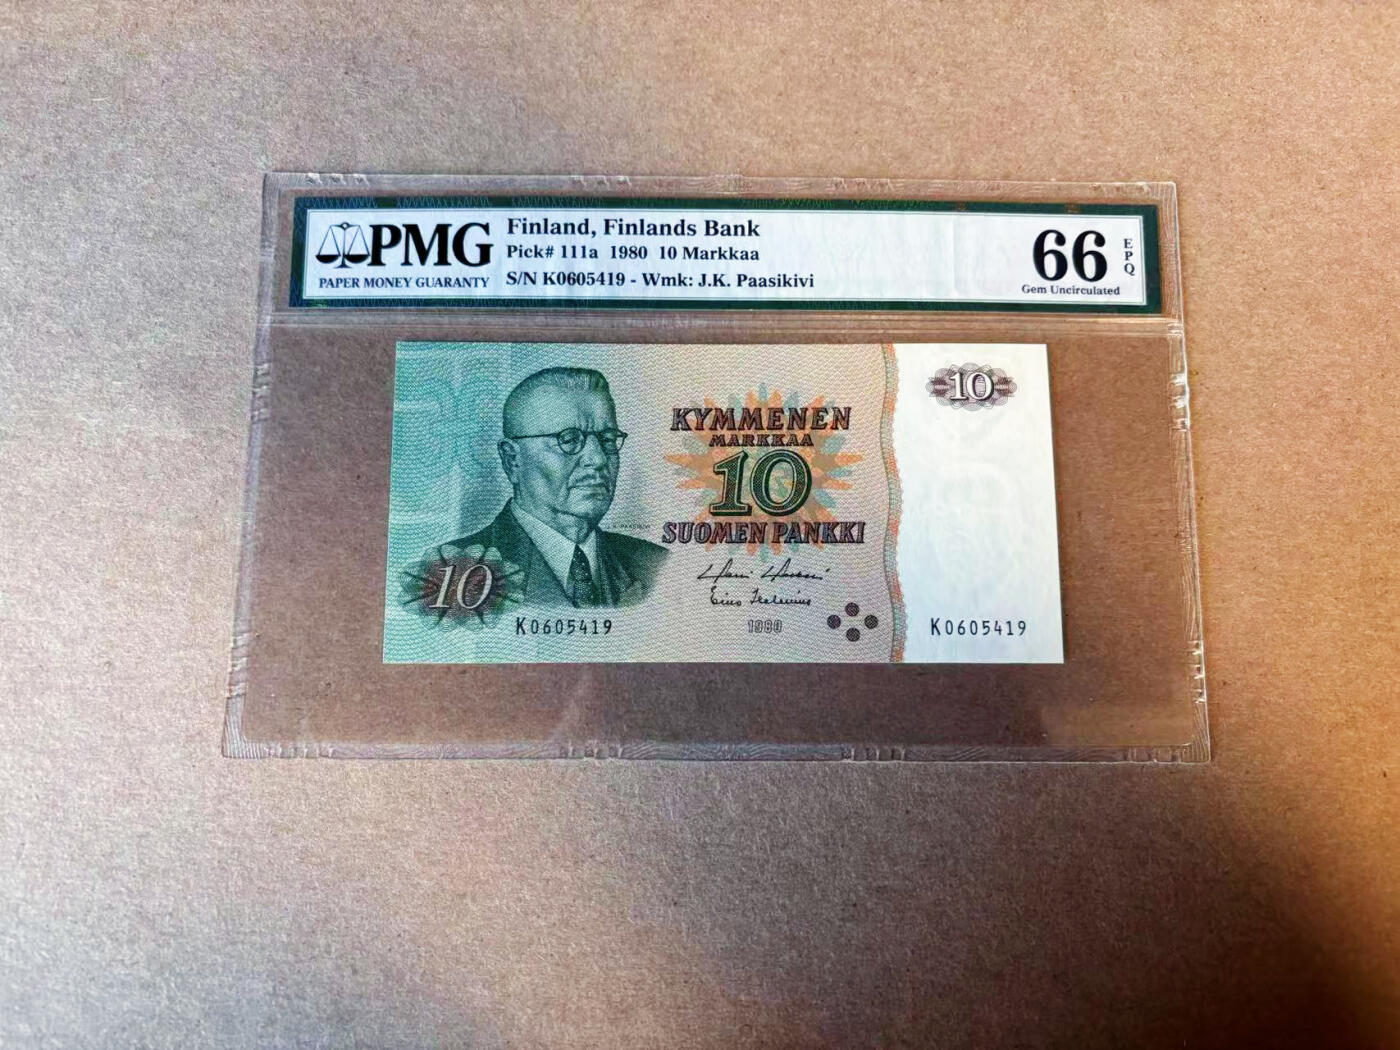 PMG
PAPER MONEY GUARANTY
Finland, Finlands Bank
Pick# 111a 1980 10 Markkaa
S/N K0605419 - Wmk: J.K. Paasikivi
66 EPQ
Gem Uncirculated
10
KYMMENEN
MARKKAA
10
SUOMEN PANKKI
10
K0605419
1980
K0605419